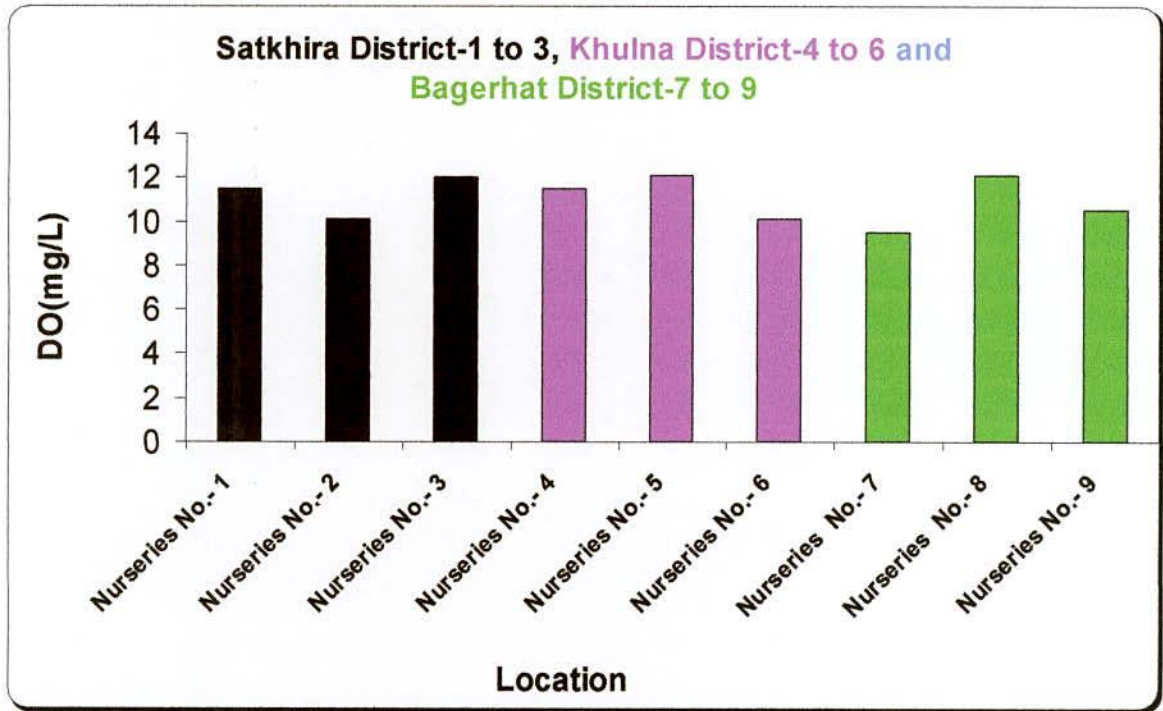 Satkhira District-1 to 3, Khulna District-4 to 6 and
Bagerhat District-7 to 9
DO(mg/L)
14
12
10
8
6
4
2
0
Nurseries No.- 1
Nurseries No.- 2
Nurseries No.- 3
Nurseries No.- 4
Nurseries No.- 5
Nurseries No.- 6
Nurseries No.- 7
Nurseries No.- 8
Nurseries No.- 9
Location